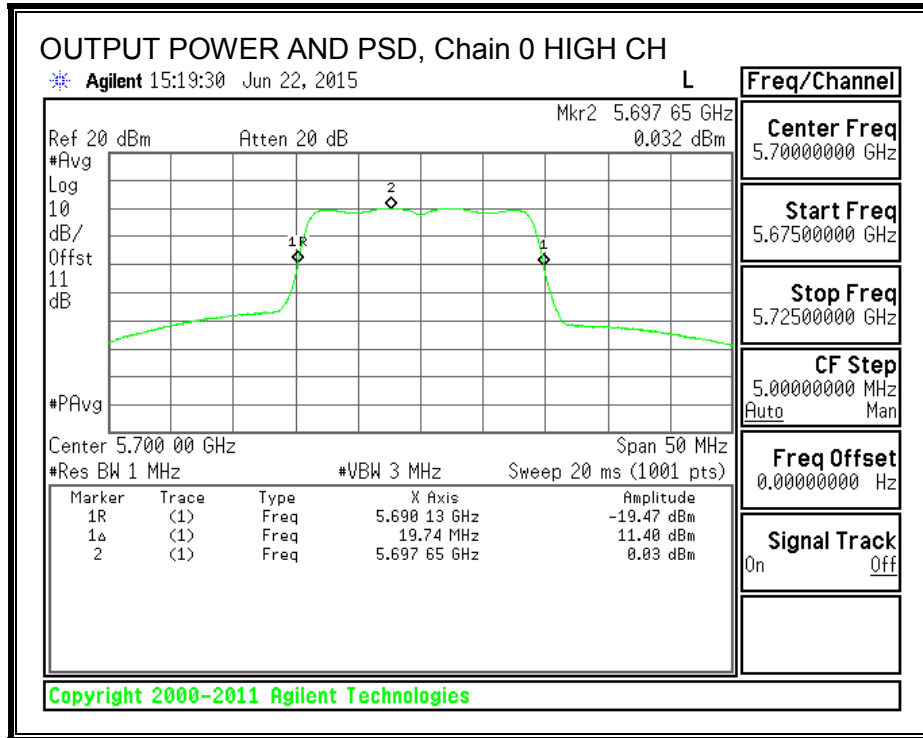 OUTPUT POWER AND PSD, Chain 0 HIGH CH
Agilent 15:19:30 Jun 22, 2015 L
Freq/Channel
Mkr2 5.697 65 GHz
Ref 20 dBm Atten 20 dB 0.032 dBm
#Avg
Log
10
dB/
Offst
11
dB
#PAvg
2
1R
1
Center 5.700 00 GHz Span 50 MHz
#Res BW 1 MHz #VBW 3 MHz Sweep 20 ms (1001 pts)
Marker Trace Type X Axis Amplitude
1R (1) Freq 5.690 13 GHz -19.47 dBm
1△ (1) Freq 19.74 MHz 11.40 dBm
2 (1) Freq 5.697 65 GHz 0.03 dBm
Center Freq
5.70000000 GHz
Start Freq
5.67500000 GHz
Stop Freq
5.72500000 GHz
CF Step
5.00000000 MHz
Auto Man
Freq Offset
0.00000000 Hz
Signal Track
On Off
Copyright 2000-2011 Agilent Technologies